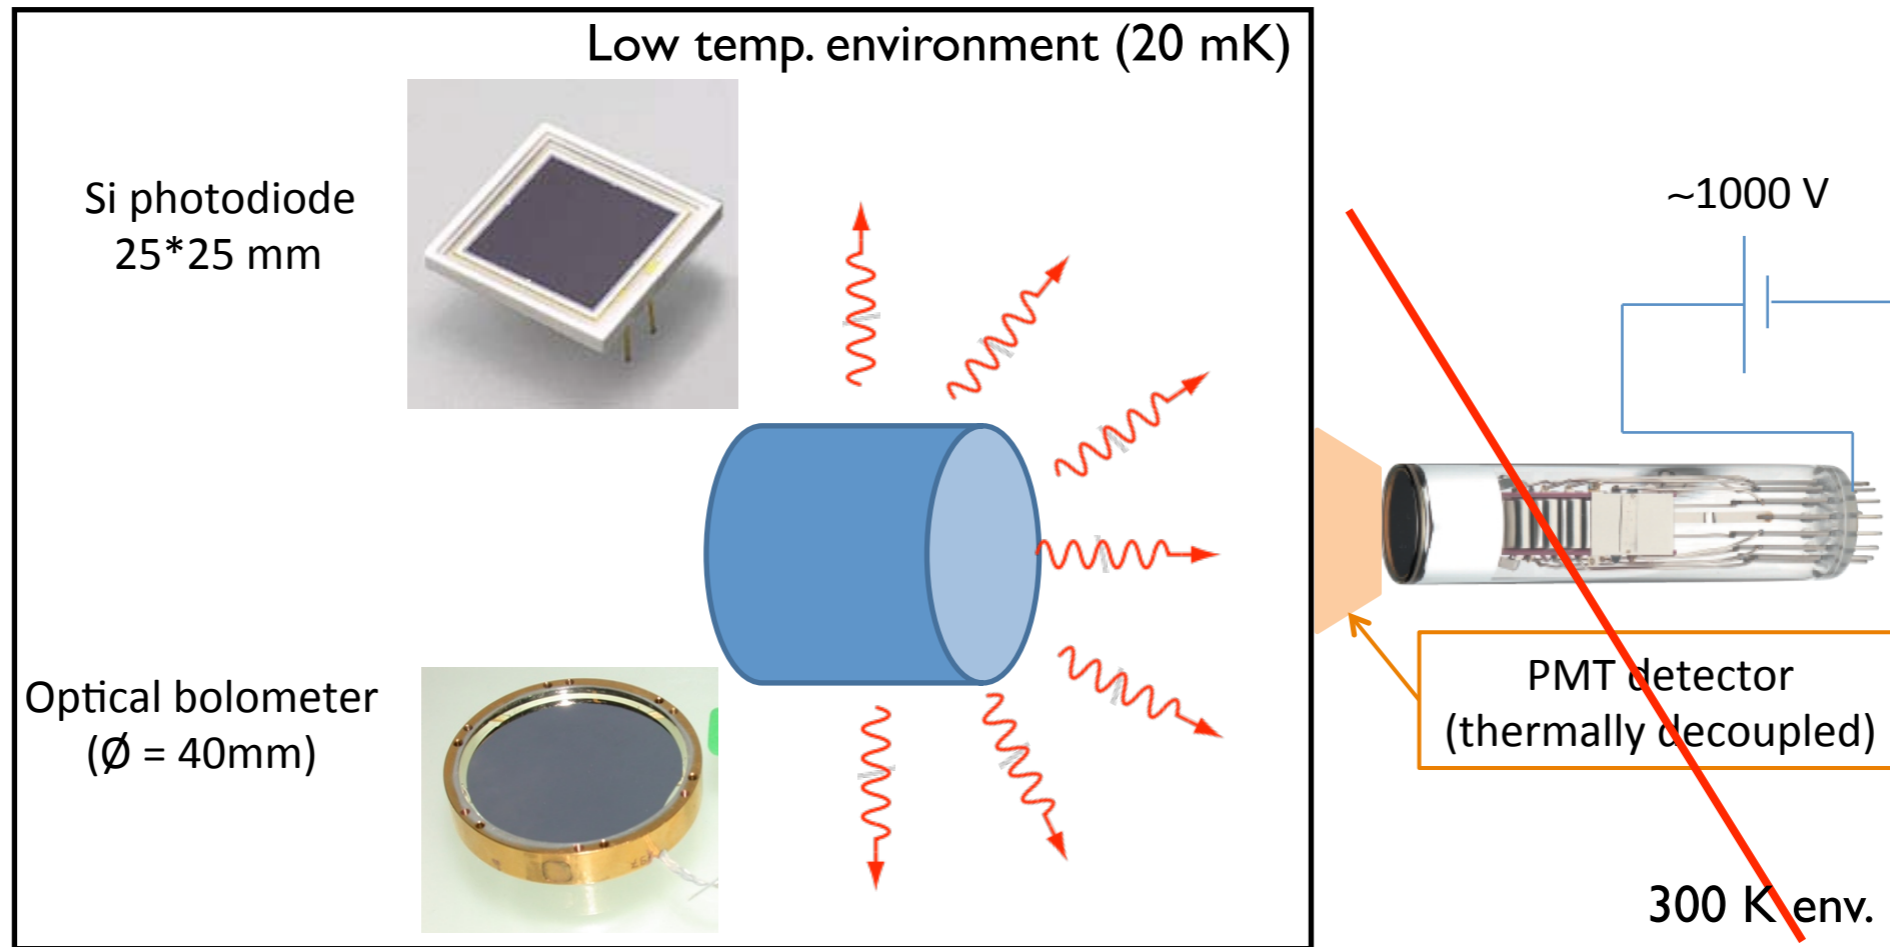 Low temp. environment (20 mK)
Si photodiode
25*25 mm
~1000 V
Optical bolometer
(Ø = 40mm)
PMT detector
(thermally decoupled)
300 K env.